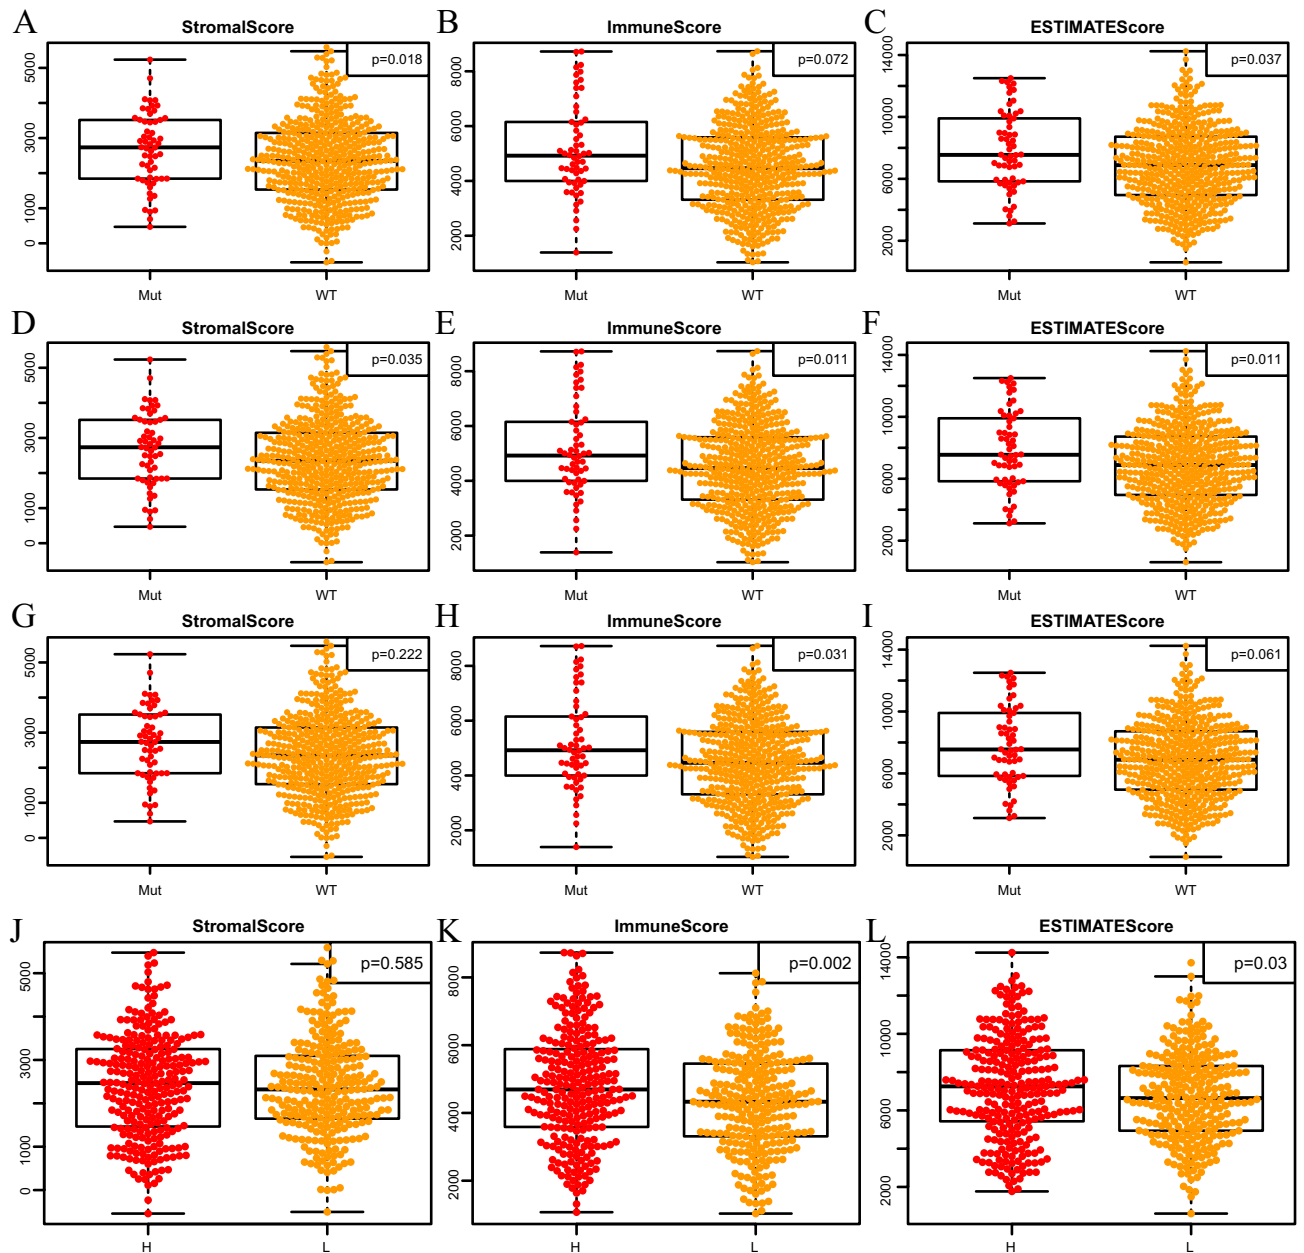 A StromalScore B ImmuneScore C ESTIMATEScore
p=0.018 p=0.072 p=0.037
0 1000 3000 5000
2000 4000 6000 8000
2000 6000 10000 14000
Mut WT Mut WT Mut WT
D StromalScore E ImmuneScore F ESTIMATEScore
p=0.035 p=0.011 p=0.011
0 1000 3000 5000
2000 4000 6000 8000
2000 6000 10000 14000
Mut WT Mut WT Mut WT
G StromalScore H ImmuneScore I ESTIMATEScore
p=0.222 p=0.031 p=0.061
0 1000 3000 5000
2000 4000 6000 8000
2000 6000 10000 14000
Mut WT Mut WT Mut WT
J StromalScore K ImmuneScore L ESTIMATEScore
p=0.585 p=0.002 p=0.03
0 1000 3000 5000
2000 4000 6000 8000
2000 6000 10000 14000
H L H L H L